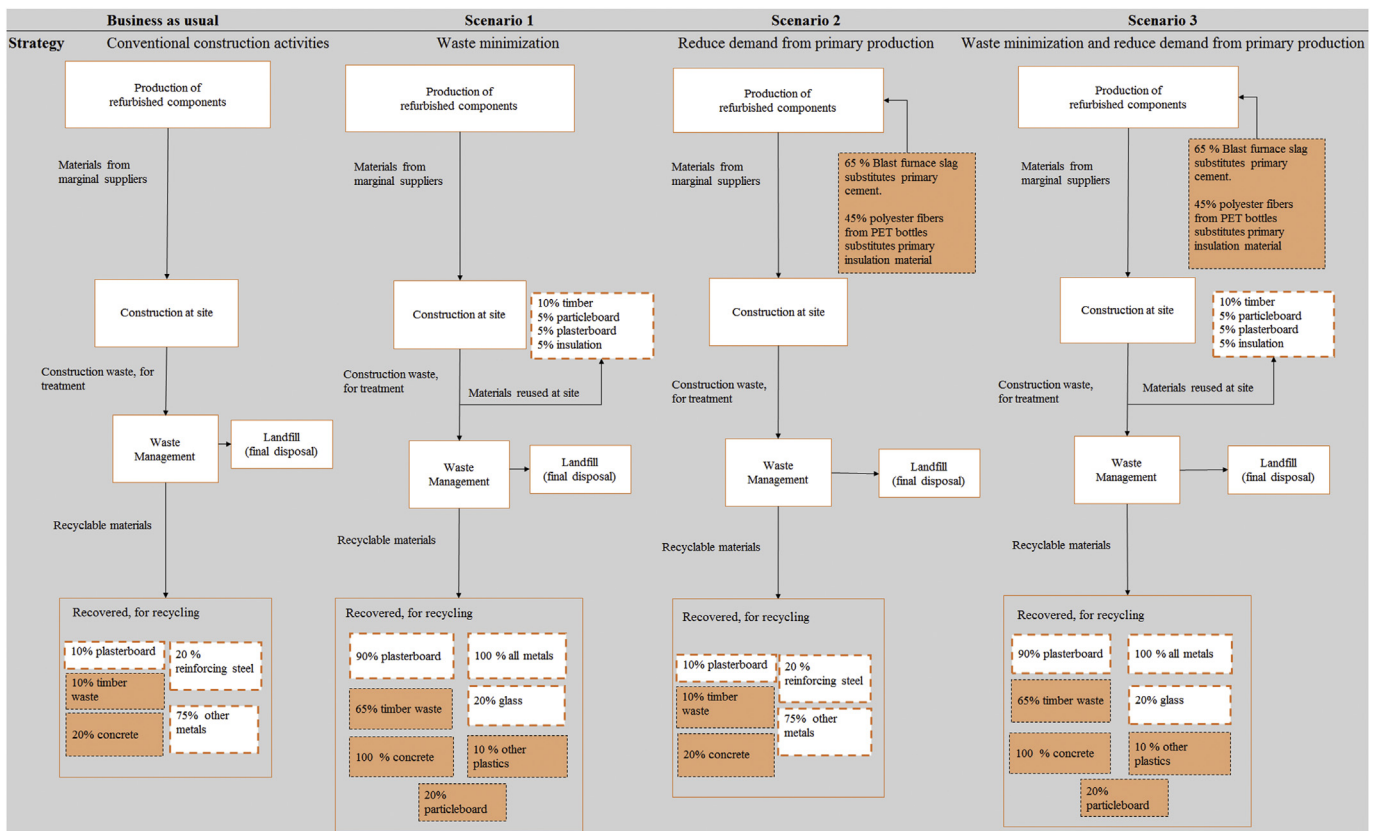 Business as usual
Scenario 1
Scenario 2
Scenario 3
Strategy
Conventional construction activities
Waste minimization
Reduce demand from primary production
Waste minimization and reduce demand from primary production
Production of
refurbished components
Materials from
marginal suppliers
Construction at site
Construction waste, for
treatment
Waste
Management
Landfill
(final disposal)
Recyclable materials
Recovered, for recycling
10% plasterboard
20 %
reinforcing steel
10% timber
waste
75% other
metals
20% concrete
Production of
refurbished components
Materials from
marginal suppliers
Construction at site
10% timber
5% particleboard
5% plasterboard
5% insulation
Construction waste,
for treatment
Materials reused at site
Waste
Management
Landfill
(final disposal)
Recyclable materials
Recovered, for recycling
90% plasterboard
100 % all metals
65% timber waste
20% glass
100 % concrete
10 % other
plastics
20%
particleboard
Production of
refurbished components
Materials from
marginal suppliers
65 % Blast furnace slag
substitutes primary
cement.
45% polyester fibers
from PET bottles
substitutes primary
insulation material
Construction at site
Construction waste,
for treatment
Waste
Management
Landfill
(final disposal)
Recyclable materials
Recovered, for recycling
10% plasterboard
20 %
reinforcing steel
10% timber
waste
75% other
metals
20% concrete
Production of
refurbished components
Materials from
marginal suppliers
65 % Blast furnace slag
substitutes primary
cement.
45% polyester fibers
from PET bottles
substitutes primary
insulation material
Construction at site
10% timber
5% particleboard
5% plasterboard
5% insulation
Construction waste,
for treatment
Materials reused at site
Waste
Management
Landfill
(final disposal)
Recyclable materials
Recovered, for recycling
90% plasterboard
100 % all metals
65% timber waste
20% glass
100 % concrete
10 % other
plastics
20%
particleboard